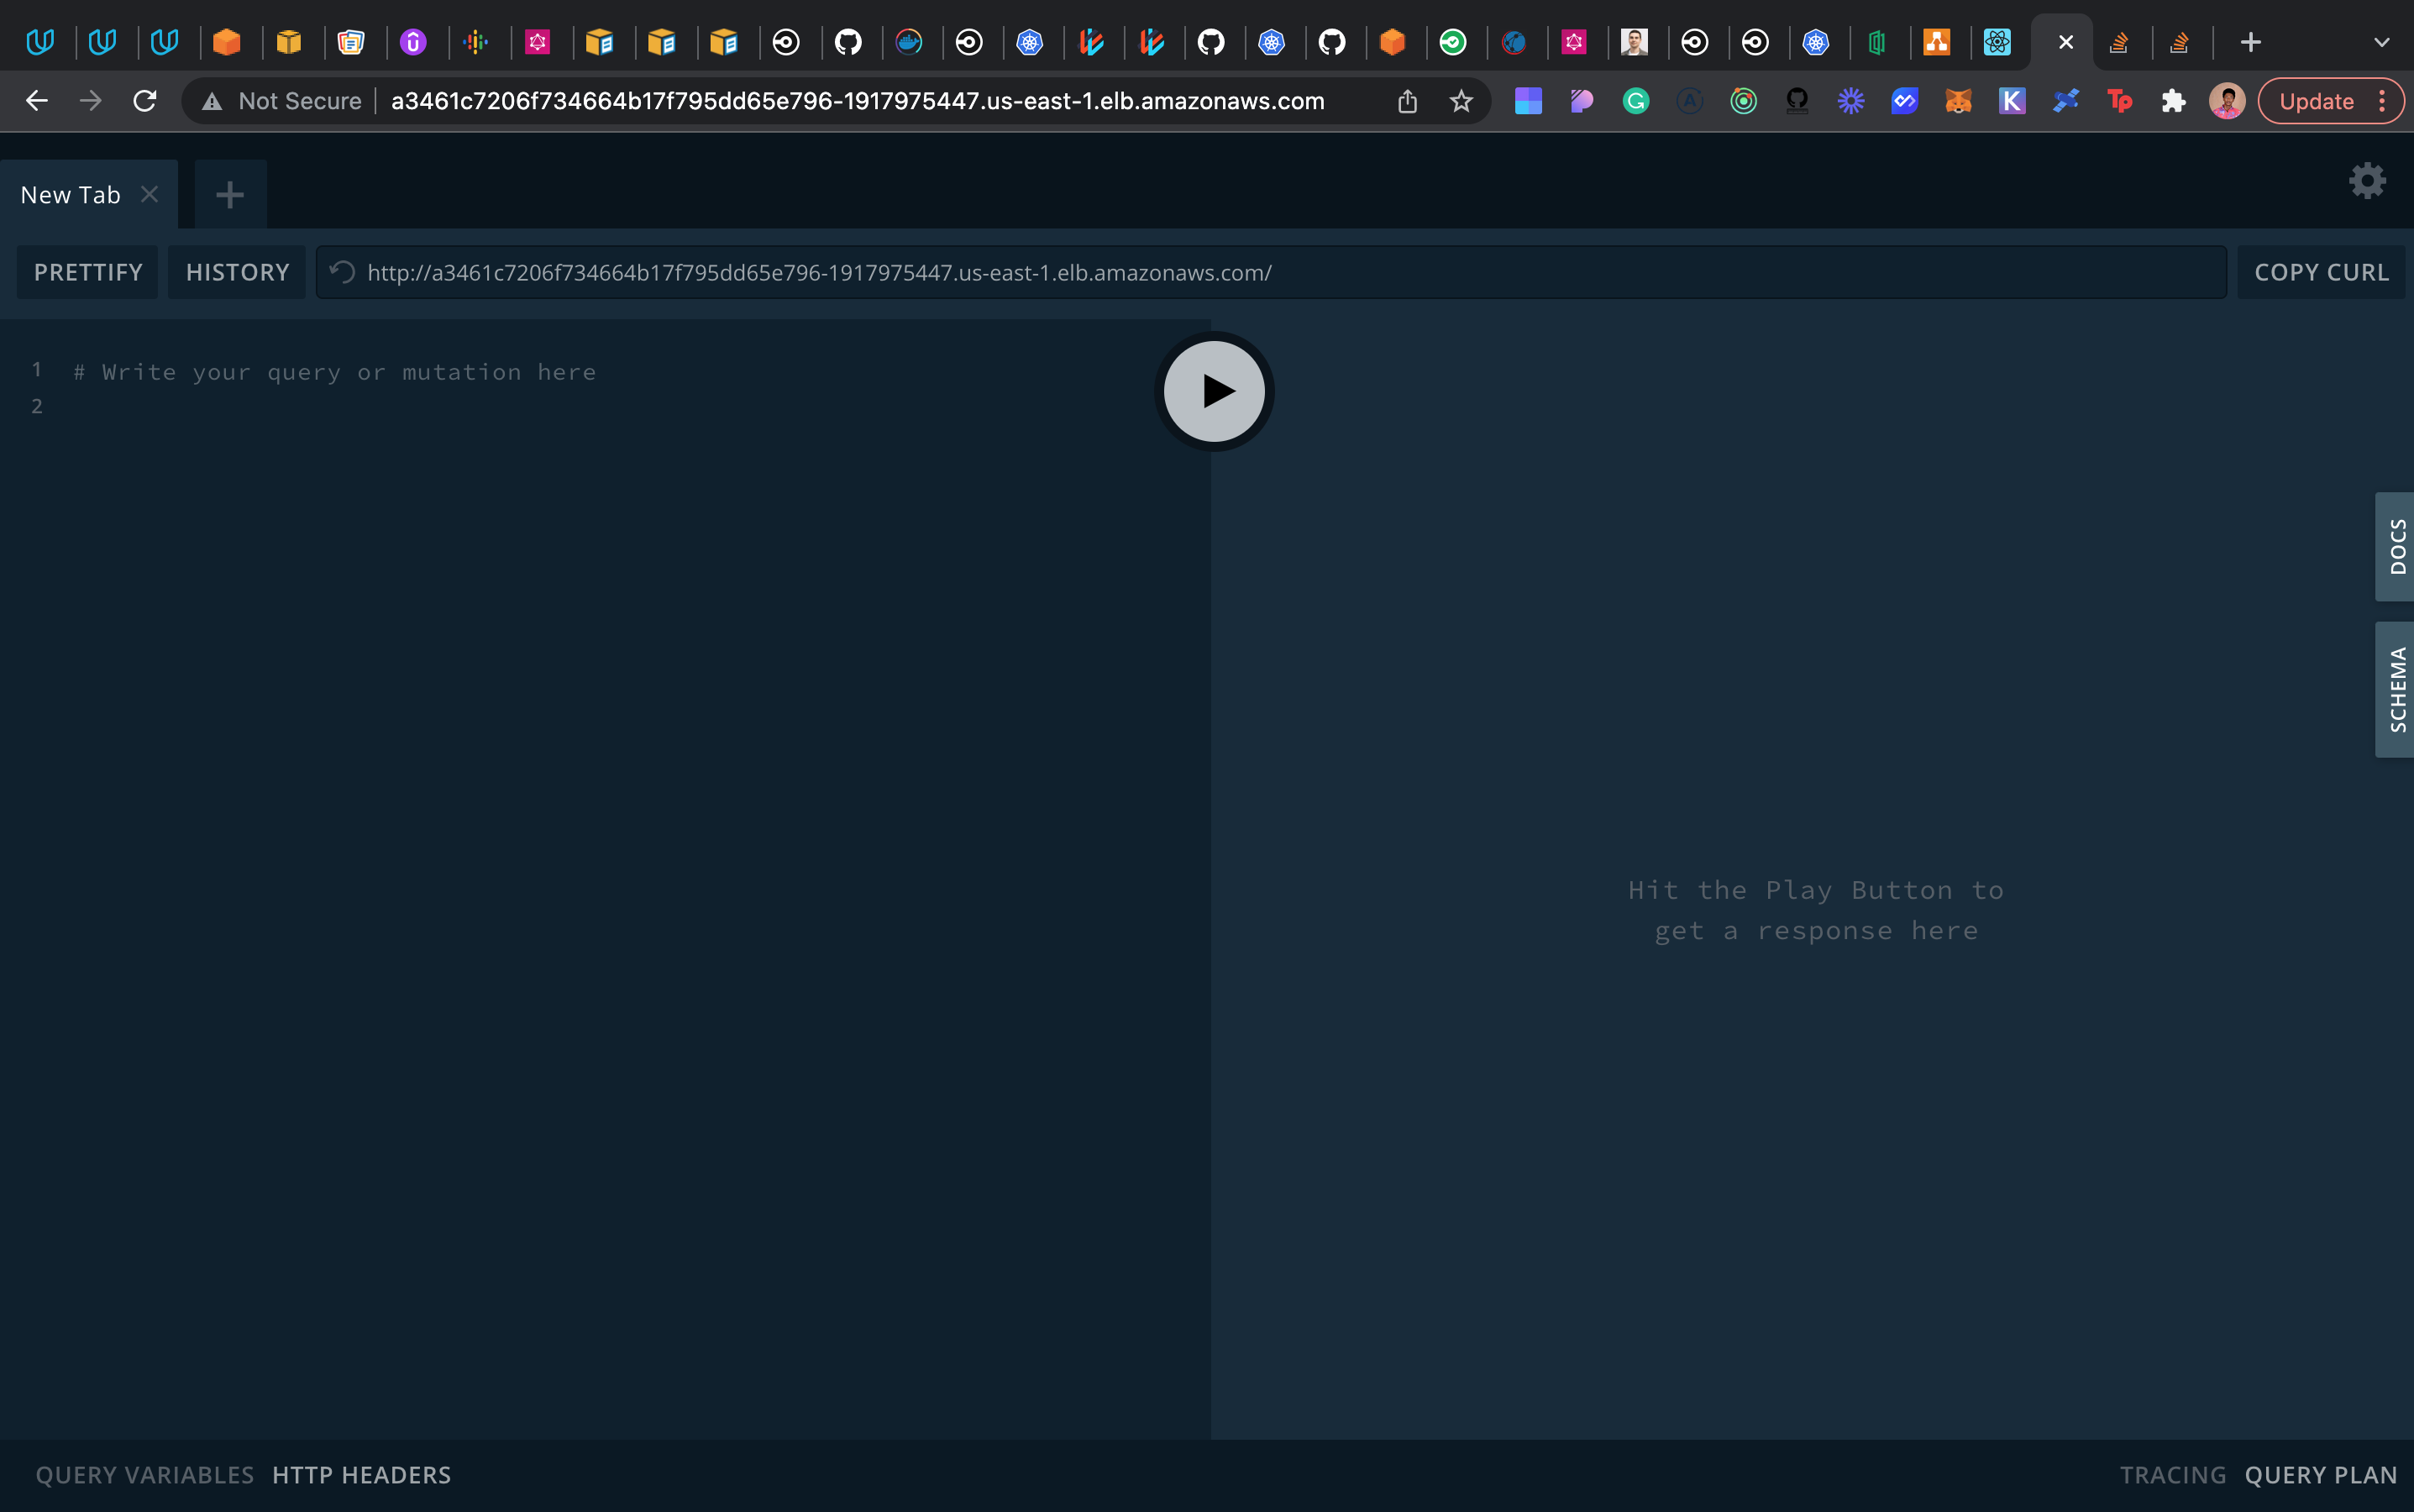 Not Secure
a3461c7206f734664b17f795dd65e796-1917975447.us-east-1.elb.amazonaws.com
Update
New Tab
PRETTIFY
HISTORY
http://a3461c7206f734664b17f795dd65e796-1917975447.us-east-1.elb.amazonaws.com/
COPY CURL
1 # Write your query or mutation here
2
DOCS
SCHEMA
Hit the Play Button to
get a response here
QUERY VARIABLES HTTP HEADERS
TRACING QUERY PLAN